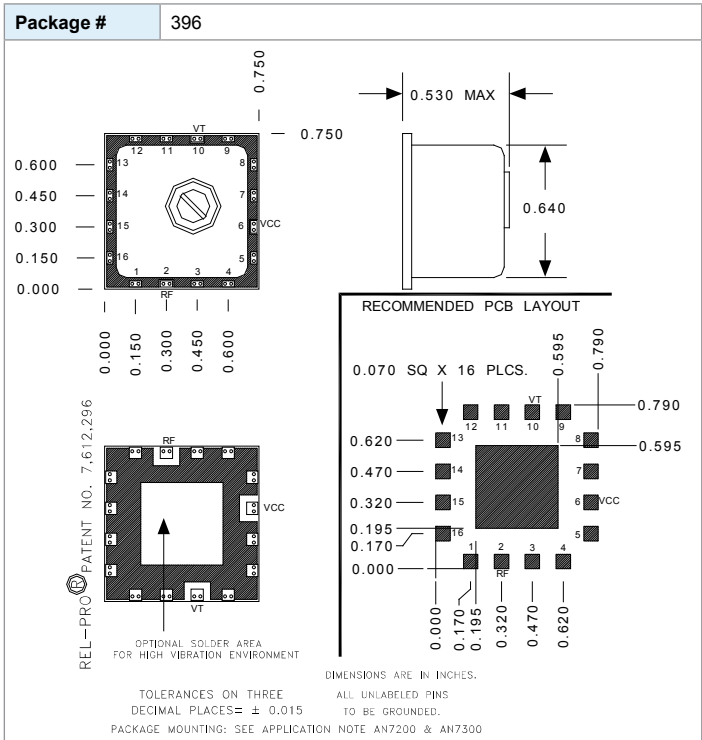 Package # 396
0.750
0.530 MAX
VT
0.750
12 11 10 9
0.600 13 8
0.450 14 7
0.640
0.300 15 6 VCC
0.150 16 5
1 2 3 4
0.000
RF
0.000 0.150 0.300 0.450 0.600
RECOMMENDED PCB LAYOUT
0.595 0.790
0.070 SQ X 16 PLCS.
VT
0.790
12 11 10 9
0.620 13 8
0.595
0.470 14 7
0.320 15 6 VCC
0.195
0.170 16 5
1 2 3 4
0.000
RF
0.000 0.170 0.195 0.320 0.470 0.620
REL-PRO® PATENT NO. 7,612,296
RF
VCC
VT
OPTIONAL SOLDER AREA
FOR HIGH VIBRATION ENVIRONMENT
DIMENSIONS ARE IN INCHES.
TOLERANCES ON THREE
DECIMAL PLACES= ± 0.015
ALL UNLABELED PINS
TO BE GROUNDED.
PACKAGE MOUNTING: SEE APPLICATION NOTE AN7200 & AN7300